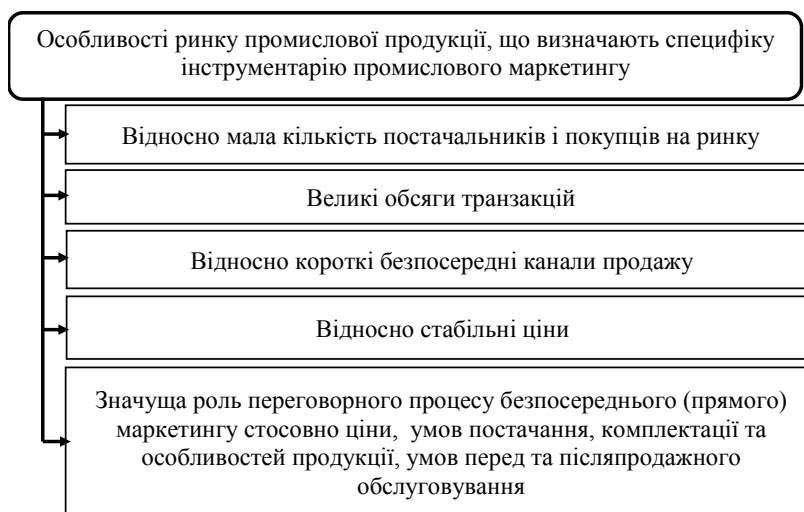 Особливості ринку промислової продукції, що визначають специфіку
інструментарію промислового маркетингу
Відносно мала кількість постачальників і покупців на ринку
Великі обсяги транзакцій
Відносно короткі безпосередні канали продажу
Відносно стабільні ціни
Значуща роль переговорного процесу безпосереднього (прямого)
маркетингу стосовно ціни, умов постачання, комплектації та
особливостей продукції, умов перед та післяпродажного
обслуговування